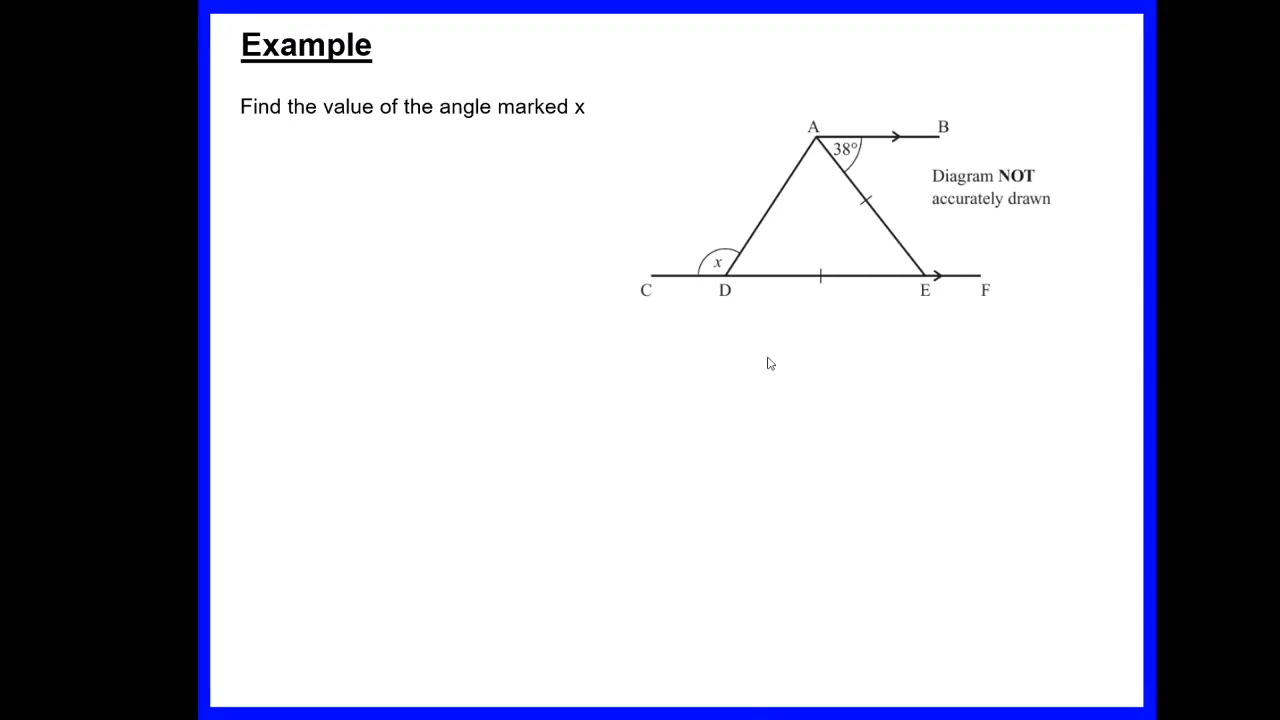 Example
Find the value of the angle marked x
A
B
38°
Diagram NOT
accurately drawn
x
C
D
E
F